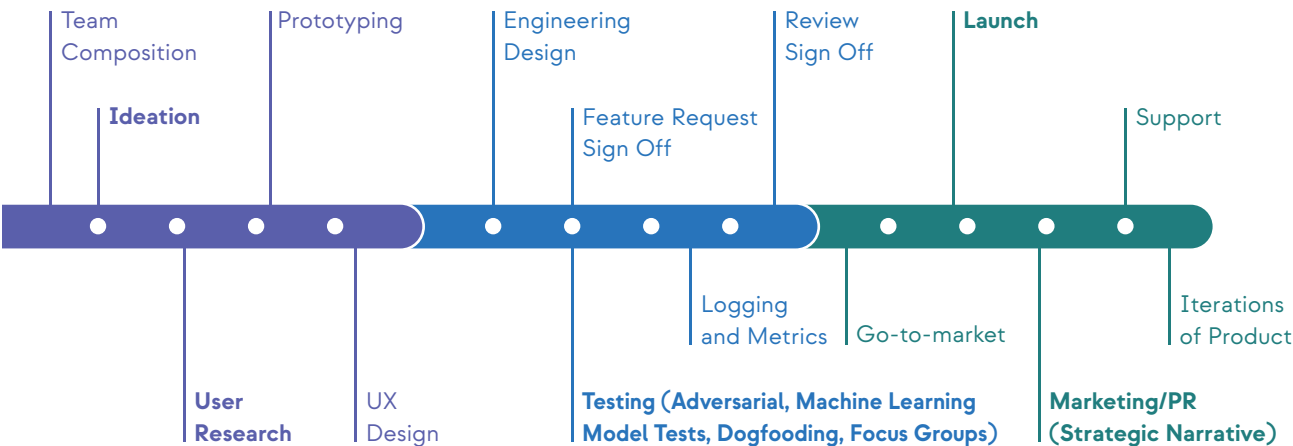 Team
Composition
Prototyping
Engineering
Design
Review
Sign Off
Launch
Ideation
Feature Request
Sign Off
Support
Logging
and Metrics
Go-to-market
Iterations
of Product
User
Research
UX
Design
Testing (Adversarial, Machine Learning
Model Tests, Dogfooding, Focus Groups)
Marketing/PR
(Strategic Narrative)